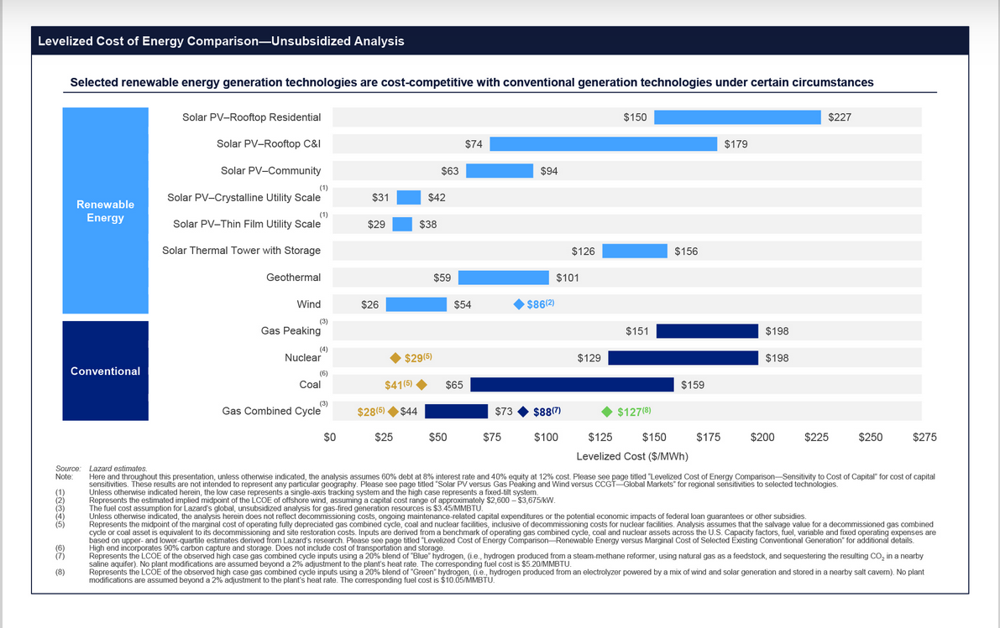 Levelized Cost of Energy Comparison—Unsubsidized Analysis
Selected renewable energy generation technologies are cost-competitive with conventional generation technologies under certain circumstances
Renewable
Energy
Solar PV–Rooftop Residential $150 $227
Solar PV–Rooftop C&I $74 $179
Solar PV–Community $63 $94
Solar PV–Crystalline Utility Scale (1) $31 $42
Solar PV–Thin Film Utility Scale (1) $29 $38
Solar Thermal Tower with Storage $126 $156
Geothermal $59 $101
Wind $26 $54 $86(2)
Conventional
Gas Peaking (3) $151 $198
Nuclear (4) $29(5) $129 $198
Coal (6) $41(5) $65 $159
Gas Combined Cycle (3) $28(5) $44 $73 $88(7) $127(8)
$0 $25 $50 $75 $100 $125 $150 $175 $200 $225 $250 $275
Levelized Cost ($/MWh)
Source: Lazard estimates.
Note: Here and throughout this presentation, unless otherwise indicated, the analysis assumes 60% debt at 8% interest rate and 40% equity at 12% cost. Please see page titled "Levelized Cost of Energy Comparison—Sensitivity to Cost of Capital" for cost of capital
sensitivities. These results are not intended to represent any particular geography. Please see page titled "Solar PV versus Gas Peaking and Wind versus CCGT—Global Markets" for regional sensitivities to selected technologies.
(1) Unless otherwise indicated herein, the low case represents a single-axis tracking system and the high case represents a fixed-tilt system.
(2) Represents the estimated implied midpoint of the LCOE of offshore wind, assuming a capital cost range of approximately $2,600 – $3,675/kW.
(3) The fuel cost assumption for Lazard's global, unsubsidized analysis for gas-fired generation resources is $3.45/MMBTU.
(4) Unless otherwise indicated, the analysis herein does not reflect decommissioning costs, ongoing maintenance-related capital expenditures or the potential economic impacts of federal loan guarantees or other subsidies.
(5) Represents the midpoint of the marginal cost of operating fully depreciated gas combined cycle, coal and nuclear facilities, inclusive of decommissioning costs for nuclear facilities. Analysis assumes that the salvage value for a decommissioned gas combined
cycle or coal asset is equivalent to its decommissioning and site restoration costs. Inputs are derived from a benchmark of operating gas combined cycle, coal and nuclear assets across the U.S. Capacity factors, fuel, variable and fixed operating expenses are
based on upper- and lower-quartile estimates derived from Lazard's research. Please see page titled "Levelized Cost of Energy Comparison—Renewable Energy versus Marginal Cost of Selected Existing Conventional Generation" for additional details.
(6) High end incorporates 90% carbon capture and storage. Does not include cost of transportation and storage.
(7) Represents the LCOE of the observed high case gas combined cycle inputs using a 20% blend of "Blue" hydrogen, (i.e., hydrogen produced from a steam-methane reformer, using natural gas as a feedstock, and sequestering the resulting CO₂ in a nearby
saline aquifer). No plant modifications are assumed beyond a 2% adjustment to the plant's heat rate. The corresponding fuel cost is $5.20/MMBTU.
(8) Represents the LCOE of the observed high case gas combined cycle inputs using a 20% blend of "Green" hydrogen, (i.e., hydrogen produced from an electrolyzer powered by a mix of wind and solar generation and stored in a nearby salt cavern). No plant
modifications are assumed beyond a 2% adjustment to the plant's heat rate. The corresponding fuel cost is $10.05/MMBTU.